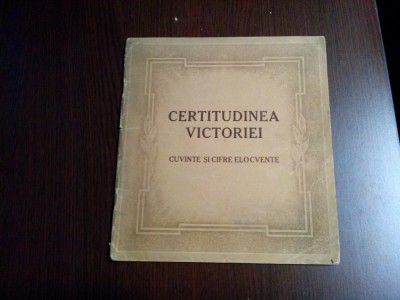 CERTITUDINEA
VICTORIEI
CUVINTE ȘI CIFRE ELOCVENTE